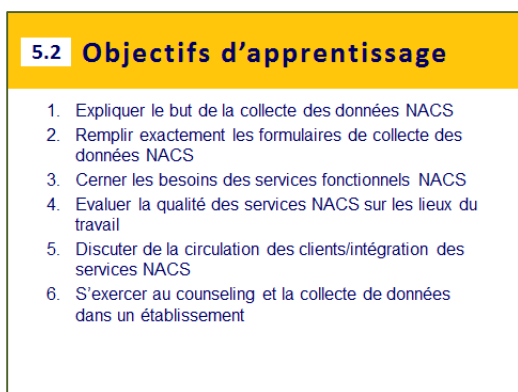 5.2 Objectifs d'apprentissage
1. Expliquer le but de la collecte des données NACS
2. Remplir exactement les formulaires de collecte des
données NACS
3. Cerner les besoins des services fonctionnels NACS
4. Evaluer la qualité des services NACS sur les lieux du
travail
5. Discuter de la circulation des clients/intégration des
services NACS
6. S'exercer au counseling et la collecte de données
dans un établissement